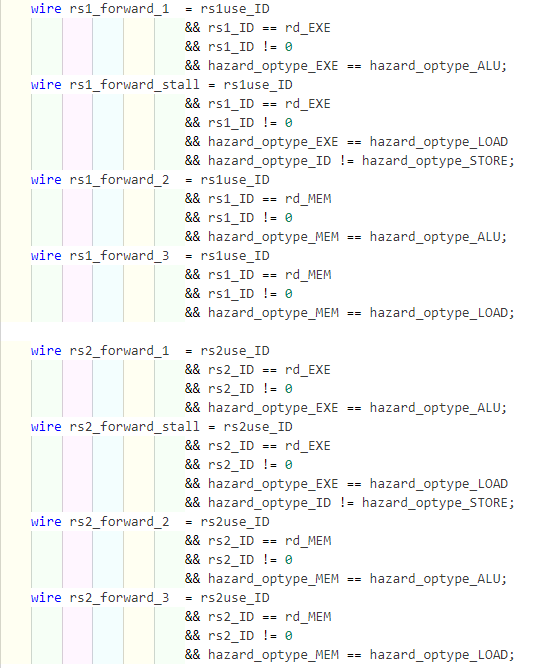 wire rs1_forward_1  = rs1use_ID
                    && rs1_ID == rd_EXE
                    && rs1_ID != 0
                    && hazard_optype_EXE == hazard_optype_ALU;
wire rs1_forward_stall = rs1use_ID
                    && rs1_ID == rd_EXE
                    && rs1_ID != 0
                    && hazard_optype_EXE == hazard_optype_LOAD
                    && hazard_optype_ID != hazard_optype_STORE;
wire rs1_forward_2  = rs1use_ID
                    && rs1_ID == rd_MEM
                    && rs1_ID != 0
                    && hazard_optype_MEM == hazard_optype_ALU;
wire rs1_forward_3  = rs1use_ID
                    && rs1_ID == rd_MEM
                    && rs1_ID != 0
                    && hazard_optype_MEM == hazard_optype_LOAD;
wire rs2_forward_1  = rs2use_ID
                    && rs2_ID == rd_EXE
                    && rs2_ID != 0
                    && hazard_optype_EXE == hazard_optype_ALU;
wire rs2_forward_stall = rs2use_ID
                    && rs2_ID == rd_EXE
                    && rs2_ID != 0
                    && hazard_optype_EXE == hazard_optype_LOAD
                    && hazard_optype_ID != hazard_optype_STORE;
wire rs2_forward_2  = rs2use_ID
                    && rs2_ID == rd_MEM
                    && rs2_ID != 0
                    && hazard_optype_MEM == hazard_optype_ALU;
wire rs2_forward_3  = rs2use_ID
                    && rs2_ID == rd_MEM
                    && rs2_ID != 0
                    && hazard_optype_MEM == hazard_optype_LOAD;